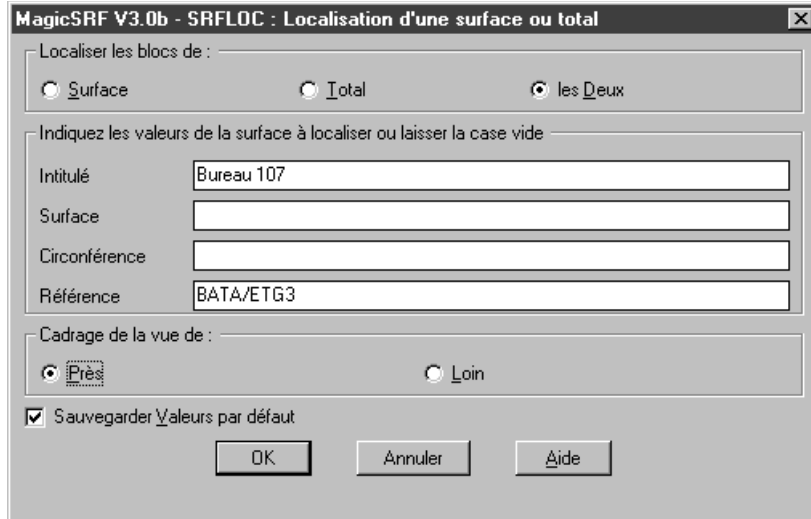 MagicSRF V3.0b - SRFLOC : Localisation d'une surface ou total
Localiser les blocs de :
Surface Total les Deux
Indiquez les valeurs de la surface à localiser ou laisser la case vide
Intitulé Bureau 107
Surface
Circonférence
Référence BATA/ETG3
Cadrage de la vue de :
Près Loin
Sauvegarder Valeurs par défaut
OK Annuler Aide